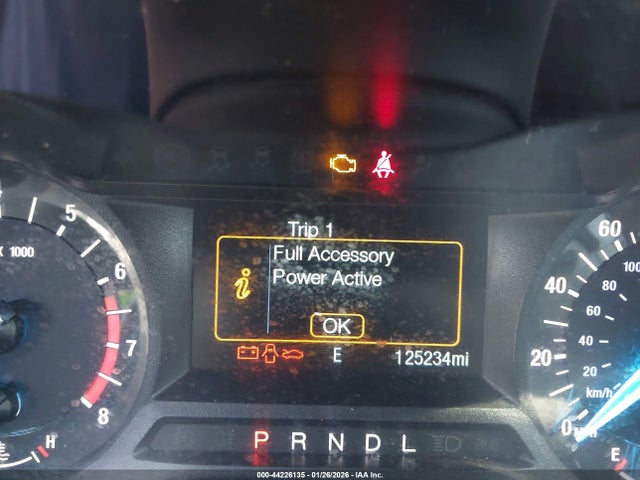 Trip 1
Full Accessory
Power Active
OK
E 125234mi
P R N D L
X 1000
5
6
7
8
H
60
40
20
0
100
80
60
40
20
km/h
E
000-44226135 - 01/26/2026 - IAA Inc.